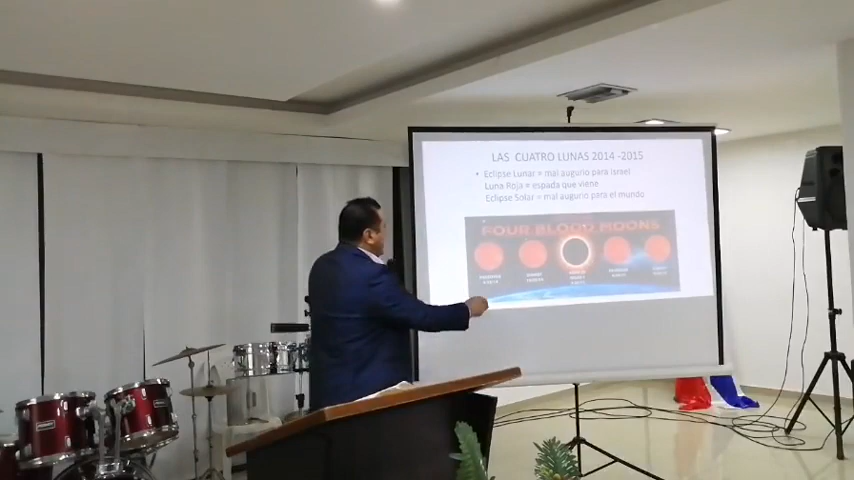 LAS CUATRO LUNAS 2014 -2015
• Eclipse Lunar = mal augurio para Israel
Luna Roja = espada que viene
Eclipse Solar = mal augurio para el mundo
FOUR BLOOD MOONS